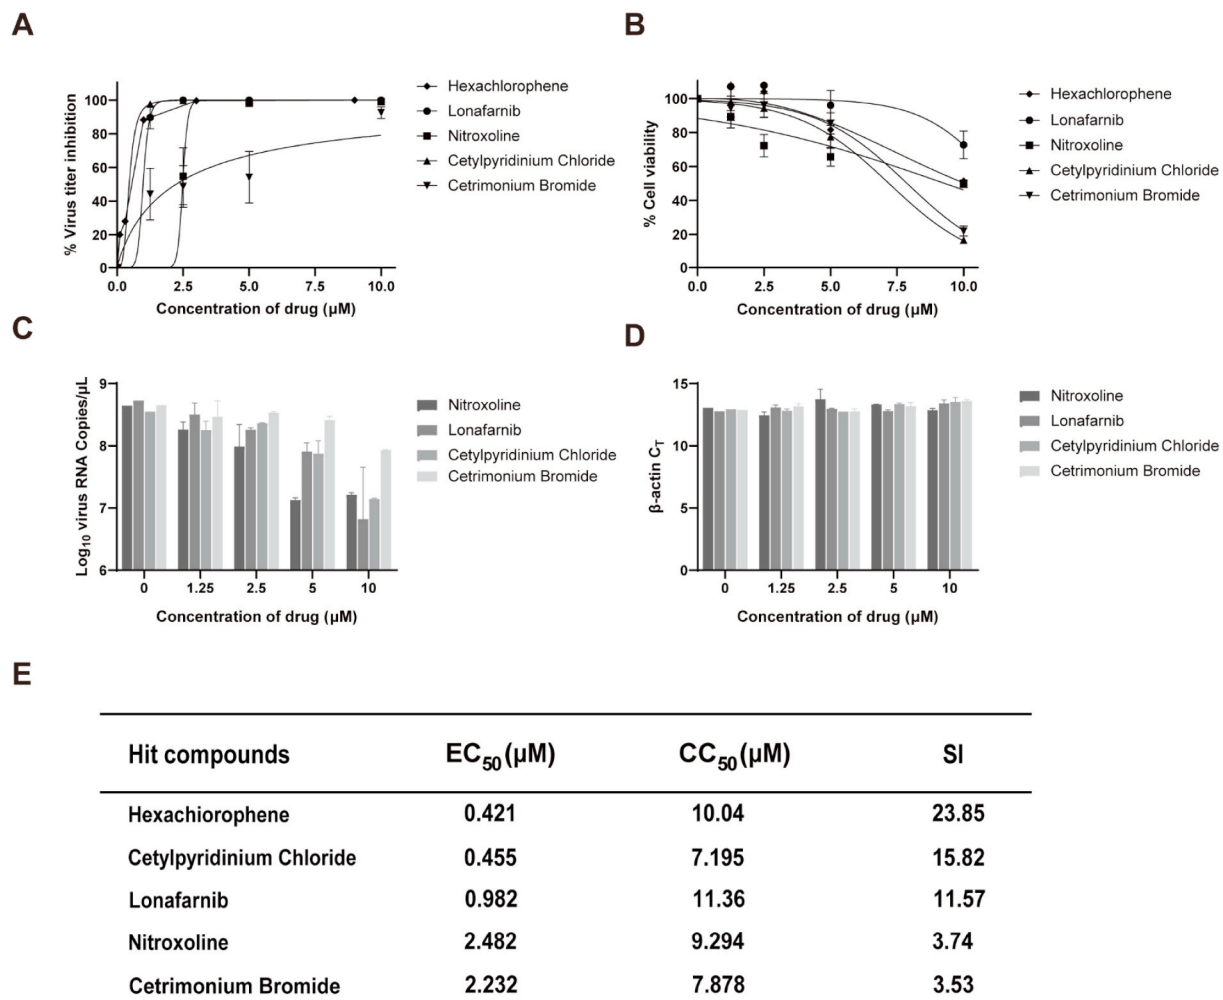 A
% Virus titer inhibition
100
80
60
40
20
0
0.0 2.5 5.0 7.5 10.0
Concentration of drug (µM)
Hexachlorophene
Lonafarnib
Nitroxoline
Cetylpyridinium Chloride
Cetrimonium Bromide
B
% Cell viability
100
80
60
40
20
0
0.0 2.5 5.0 7.5 10.0
Concentration of drug (µM)
Hexachlorophene
Lonafarnib
Nitroxoline
Cetylpyridinium Chloride
Cetrimonium Bromide
C
Log10 virus RNA Copies/µL
9
8
7
6
0 1.25 2.5 5 10
Concentration of drug (µM)
Nitroxoline
Lonafarnib
Cetylpyridinium Chloride
Cetrimonium Bromide
D
β-actin CT
15
10
5
0
0 1.25 2.5 5 10
Concentration of drug (µM)
Nitroxoline
Lonafarnib
Cetylpyridinium Chloride
Cetrimonium Bromide
E
Hit compounds EC50 (µM) CC50 (µM) SI
Hexachiorophene 0.421 10.04 23.85
Cetylpyridinium Chloride 0.455 7.195 15.82
Lonafarnib 0.982 11.36 11.57
Nitroxoline 2.482 9.294 3.74
Cetrimonium Bromide 2.232 7.878 3.53